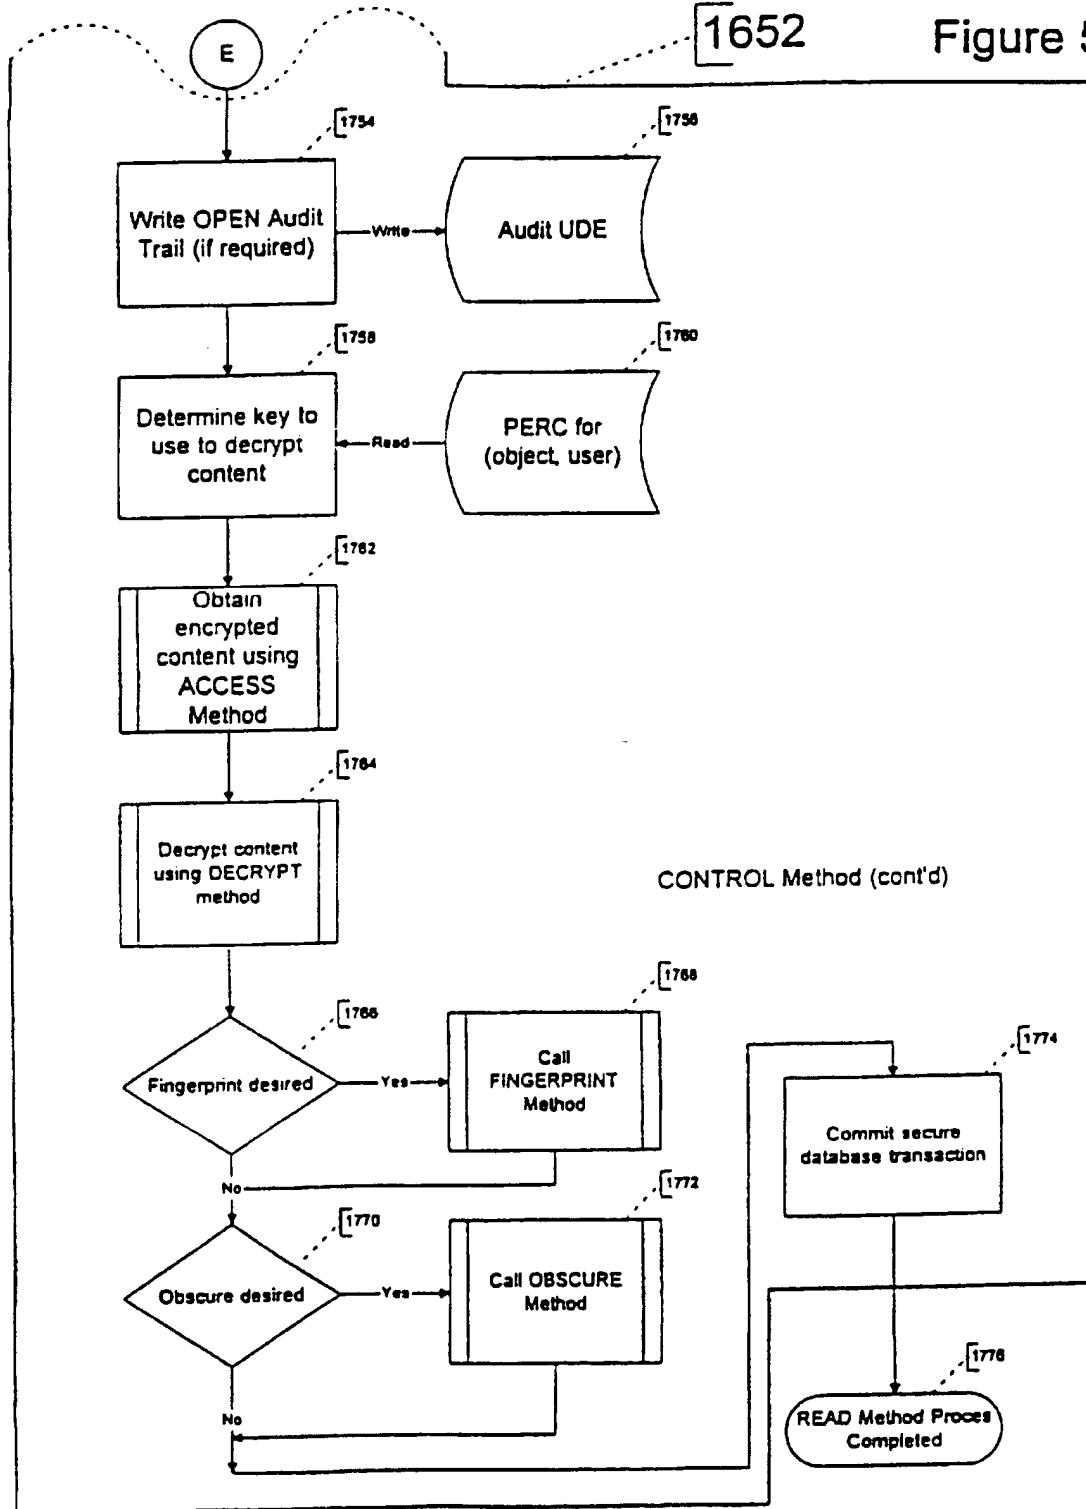 1652
Figure 5
E
1754
Write OPEN Audit
Trail (if required)
Write
1756
Audit UDE
1758
Determine key to
use to decrypt
content
Read
1760
PERC for
(object, user)
1762
Obtain
encrypted
content using
ACCESS
Method
1764
Decrypt content
using DECRYPT
method
CONTROL Method (cont'd)
1766
Fingerprint desired
Yes
1768
Call
FINGERPRINT
Method
No
1770
Obscure desired
Yes
1772
Call OBSCURE
Method
No
1774
Commit secure
database transaction
1776
READ Method Proces
Completed